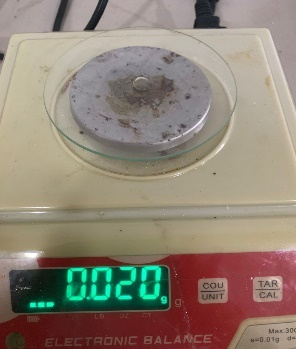 0.020 g
g
COU
UNIT
TAR
CAL
ELECTRONIC BALANCE
Max:300
e=0.01g d=